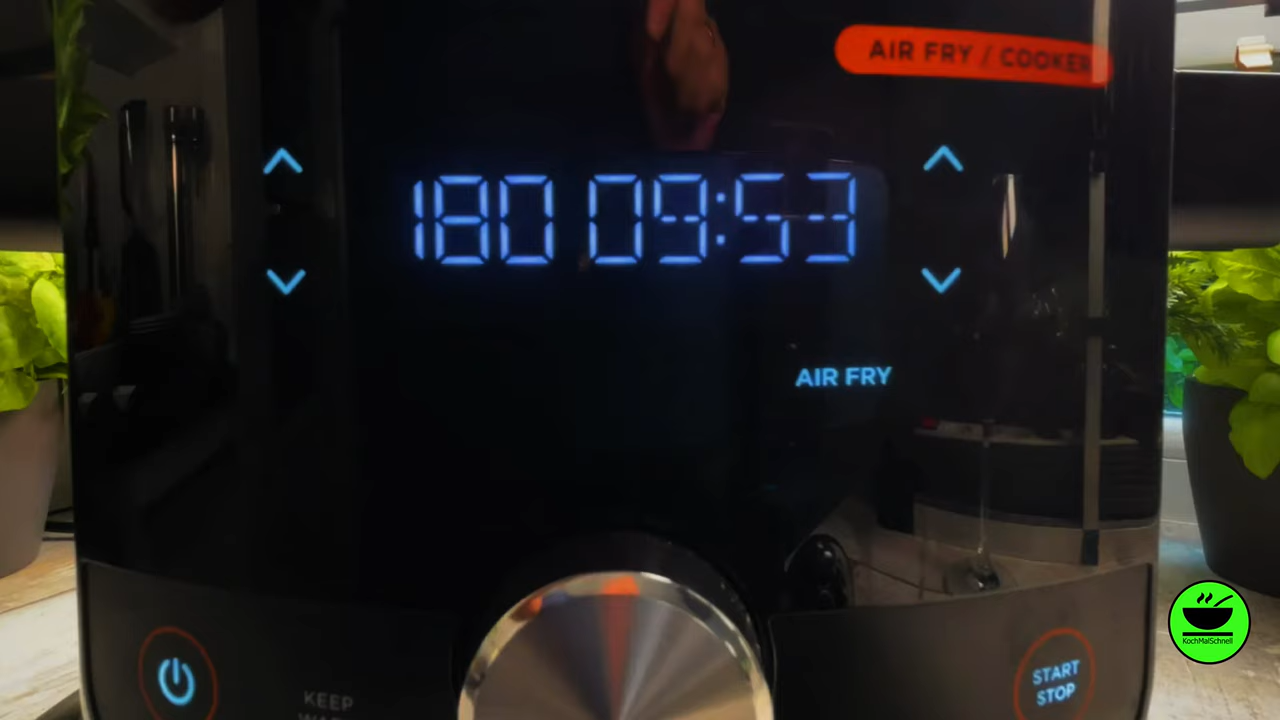 AIR FRY / COOKER
180 09:53
AIR FRY
START
STOP
KEEP
KochMalSchnell